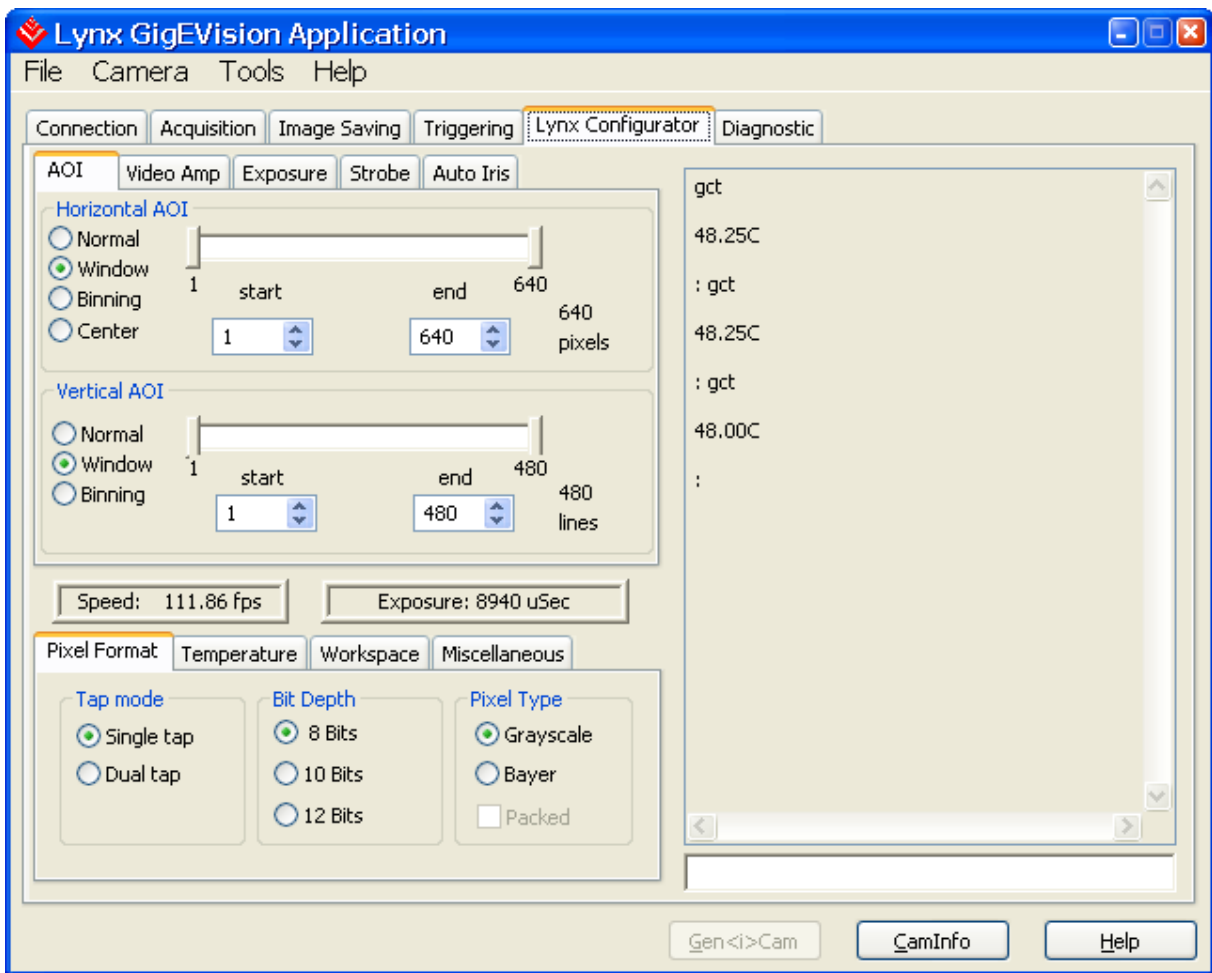 Lynx GigEVision Application
File Camera Tools Help
Connection Acquisition Image Saving Triggering Lynx Configurator Diagnostic
AOI Video Amp Exposure Strobe Auto Iris
Horizontal AOI
Normal
Window
Binning
Center
1 640
start end
1 640
640
pixels
Vertical AOI
Normal
Window
Binning
1 480
start end
1 480
480
lines
Speed: 111.86 fps
Exposure: 8940 uSec
Pixel Format Temperature Workspace Miscellaneous
Tap mode
Single tap
Dual tap
Bit Depth
8 Bits
10 Bits
12 Bits
Pixel Type
Grayscale
Bayer
Packed
gct
48.25C
: gct
48.25C
: gct
48.00C
:
Gen<i>Cam CamInfo Help